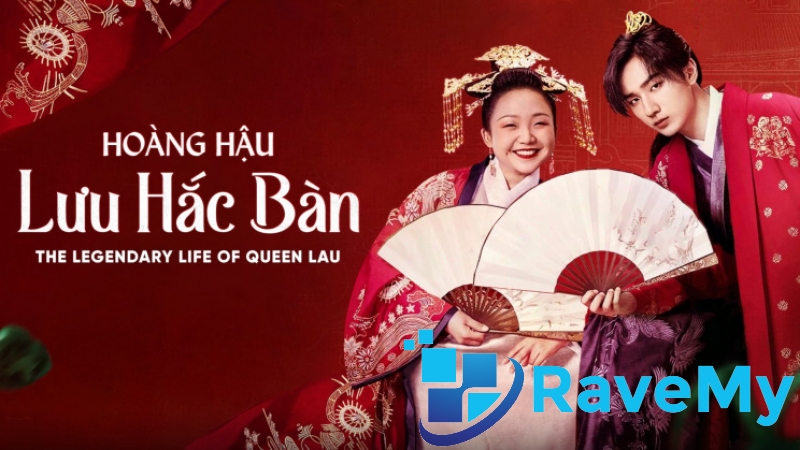 HOÀNG HẬU
Lưu Hắc Bàn
THE LEGENDARY LIFE OF QUEEN LAU
RaveMy